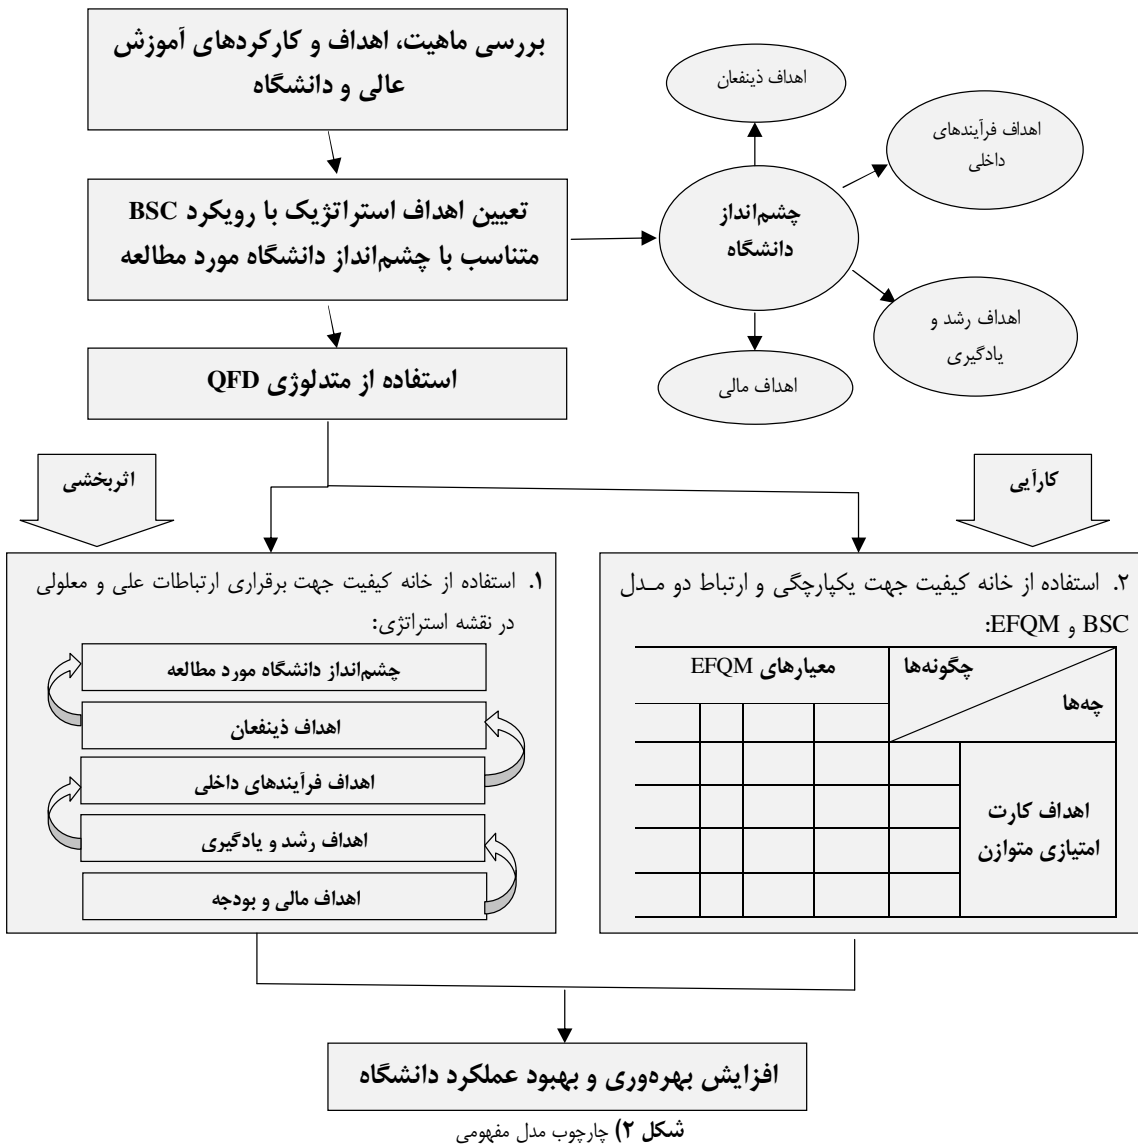 بررسی ماهیت، اهداف و کارکردهای آموزش
عالی و دانشگاه
تعیین اهداف استراتژیک با رویکرد BSC
متناسب با چشم‌انداز دانشگاه مورد مطالعه
استفاده از متدلوژی QFD
اهداف ذینفعان
اهداف فرآیندهای
داخلی
چشم‌انداز
دانشگاه
اهداف رشد و
یادگیری
اهداف مالی
کارآیی
اثربخشی
۲. استفاده از خانه کیفیت جهت یکپارچگی و ارتباط دو مـدل
BSC و EFQM:
چگونه‌ها
چه‌ها
معیارهای EFQM
اهداف کارت
امتیازی متوازن
۱. استفاده از خانه کیفیت جهت برقراری ارتباطات علی و معلولی
در نقشه استراتژی:
چشم‌انداز دانشگاه مورد مطالعه
اهداف ذینفعان
اهداف فرآیندهای داخلی
اهداف رشد و یادگیری
اهداف مالی و بودجه
افزایش بهره‌وری و بهبود عملکرد دانشگاه
شکل ۲) چارچوب مدل مفهومی